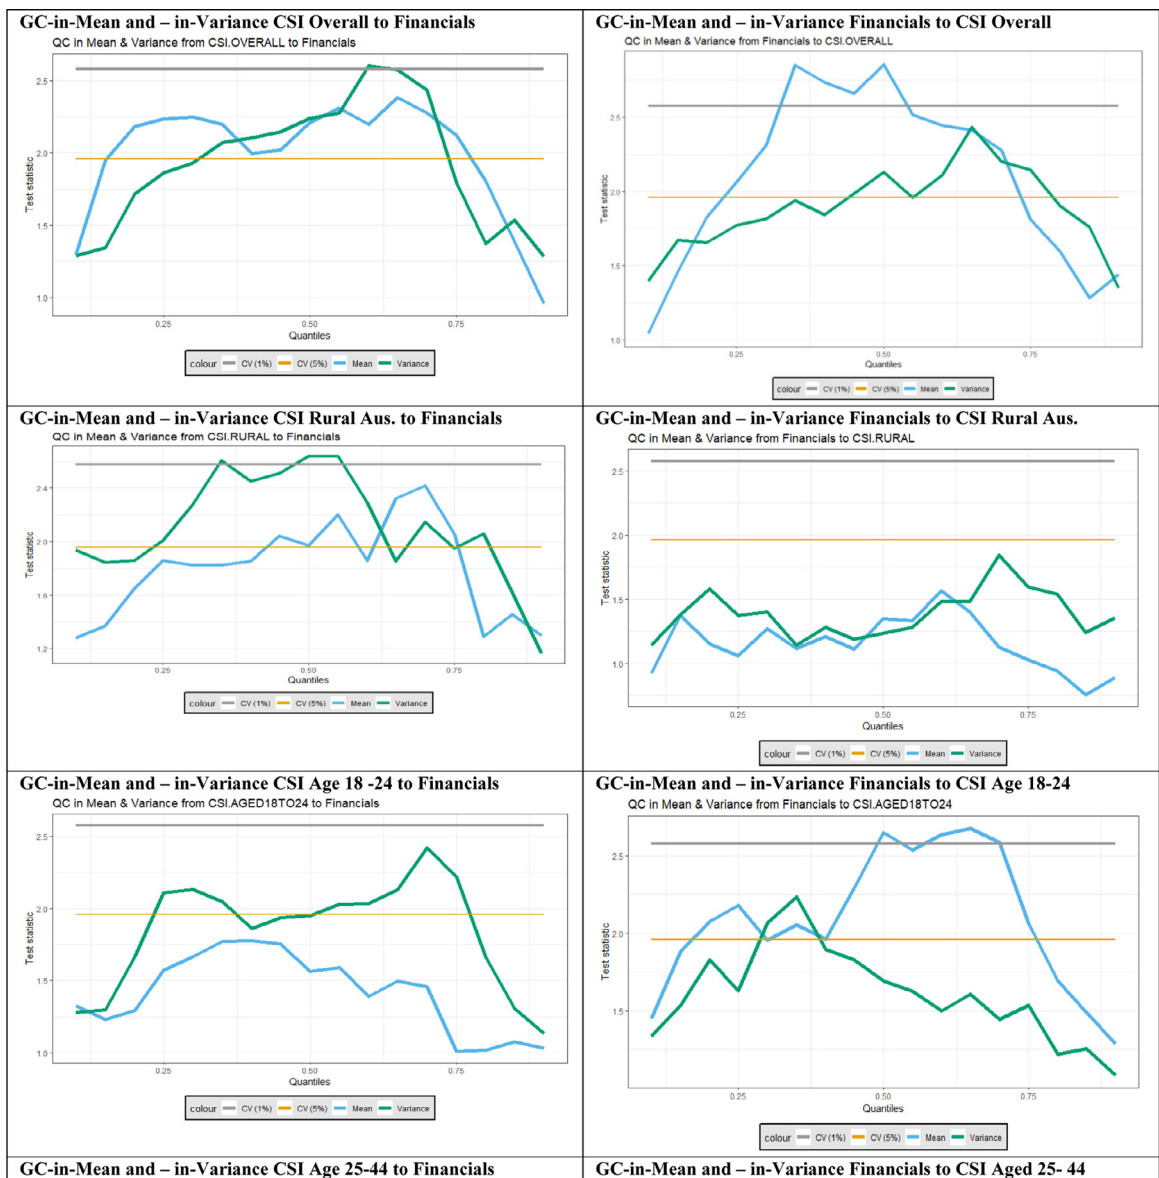 GC-in-Mean and – in-Variance CSI Overall to Financials
QC in Mean & Variance from CSI.OVERALL to Financials
Test statistic
2.5
2.0
1.5
1.0
0.25 0.50 0.75
Quantiles
colour CV (1%) CV (5%) Mean Variance
GC-in-Mean and – in-Variance Financials to CSI Overall
QC in Mean & Variance from Financials to CSI.OVERALL
Test statistic
2.5
2.0
1.5
1.0
0.25 0.50 0.75
Quantiles
colour CV (1%) CV (5%) Mean Variance
GC-in-Mean and – in-Variance CSI Rural Aus. to Financials
QC in Mean & Variance from CSI.RURAL to Financials
Test statistic
2.4
2.0
1.6
1.2
0.25 0.50 0.75
Quantiles
colour CV (1%) CV (5%) Mean Variance
GC-in-Mean and – in-Variance Financials to CSI Rural Aus.
QC in Mean & Variance from Financials to CSI.RURAL
Test statistic
2.5
2.0
1.5
1.0
0.25 0.50 0.75
Quantiles
colour CV (1%) CV (5%) Mean Variance
GC-in-Mean and – in-Variance CSI Age 18 -24 to Financials
QC in Mean & Variance from CSI.AGED18TO24 to Financials
Test statistic
2.5
2.0
1.5
1.0
0.25 0.50 0.75
Quantiles
colour CV (1%) CV (5%) Mean Variance
GC-in-Mean and – in-Variance Financials to CSI Age 18-24
QC in Mean & Variance from Financials to CSI.AGED18TO24
Test statistic
2.5
2.0
1.5
0.25 0.50 0.75
Quantiles
colour CV (1%) CV (5%) Mean Variance
GC-in-Mean and – in-Variance CSI Age 25-44 to Financials
GC-in-Mean and – in-Variance Financials to CSI Aged 25- 44